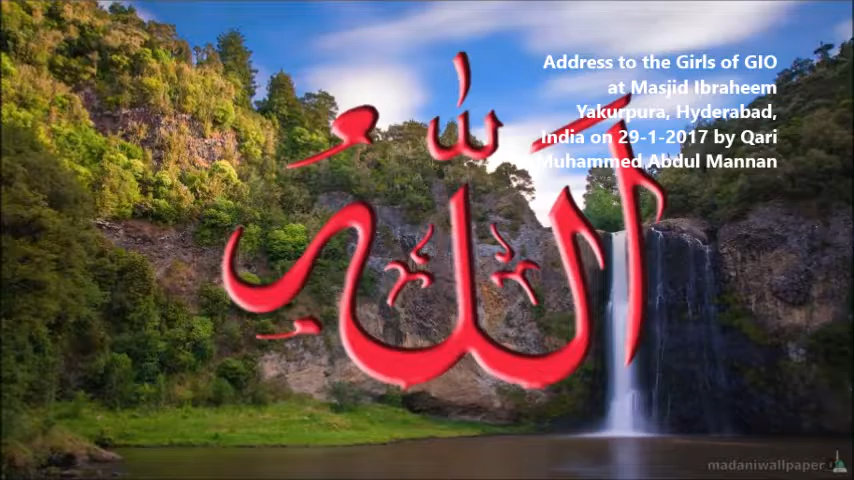 Address to the Girls of GIO
at Masjid Ibraheem
Yakurpura, Hyderabad,
India on 29-1-2017 by Qari
Muhammed Abdul Mannan
الله
madaniwallpaper